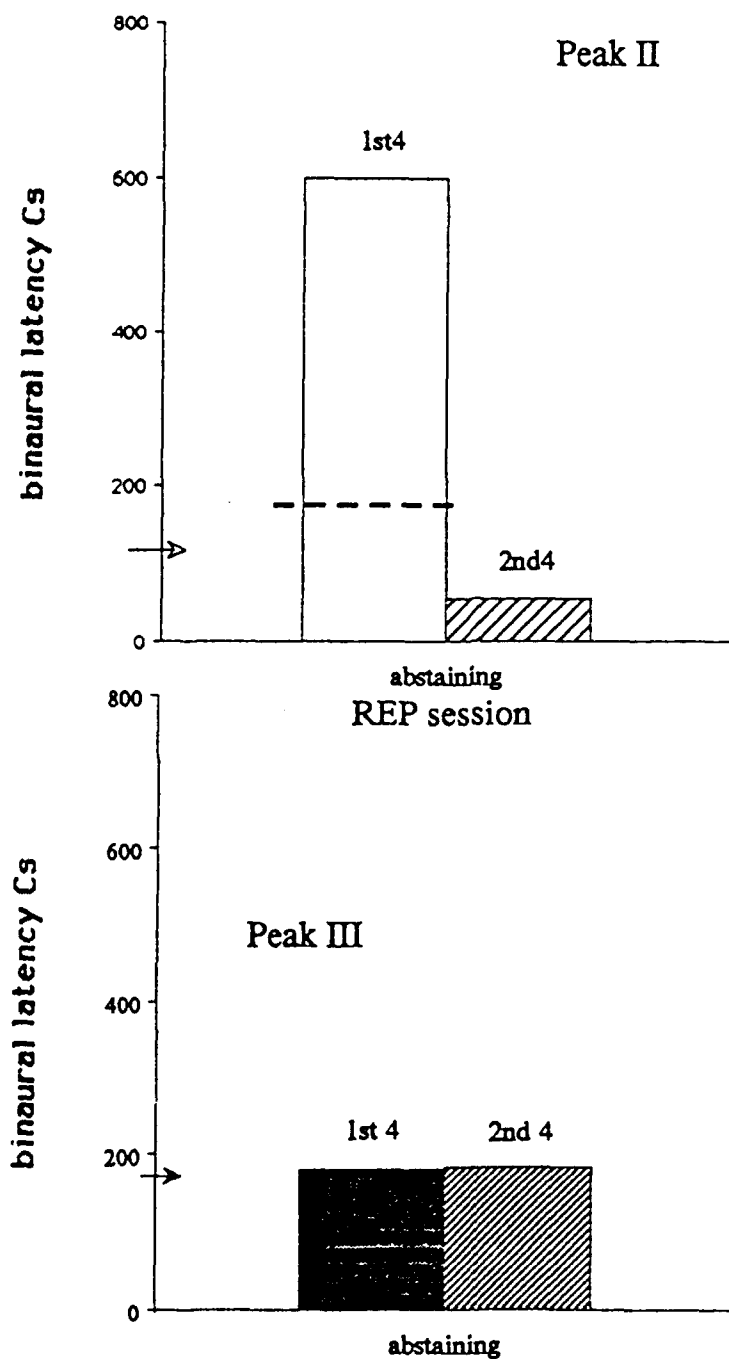 800
Peak II
1st4
600
binaural latency Cs
400
200
2nd4
0
abstaining
REP session
800
600
binaural latency Cs
Peak III
400
1st 4
2nd 4
200
0
abstaining